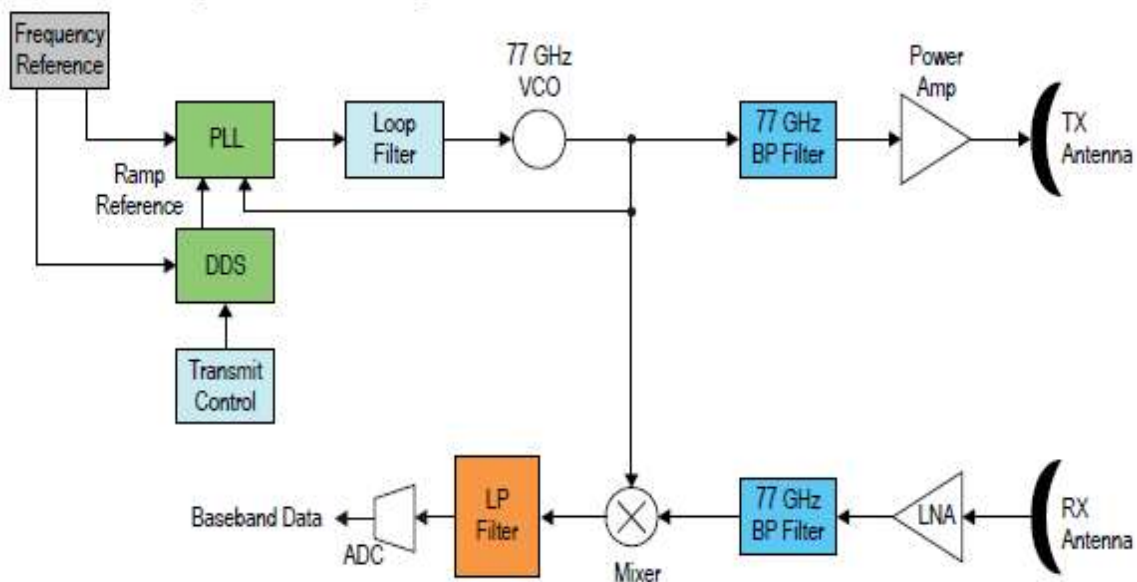 Frequency
Reference
77 GHz
VCO
Power
Amp
PLL
Loop
Filter
77 GHz
BP Filter
TX
Antenna
Ramp
Reference
DDS
Transmit
Control
Baseband Data
ADC
LP
Filter
Mixer
77 GHz
BP Filter
LNA
RX
Antenna